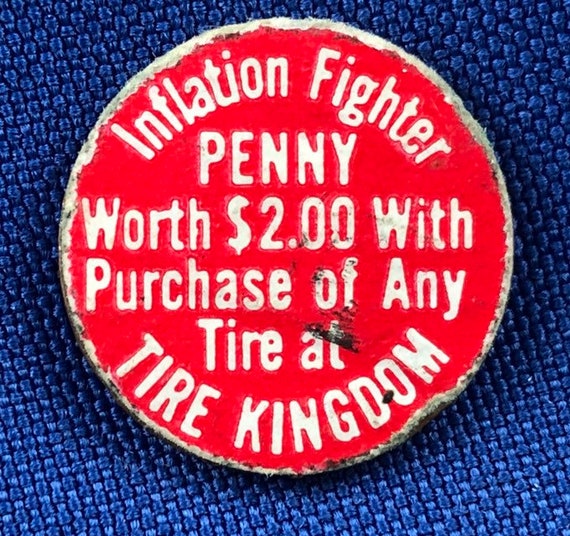 Inflation Fighter
PENNY
Worth $2.00 With
Purchase of Any
Tire at
TIRE KINGDOM